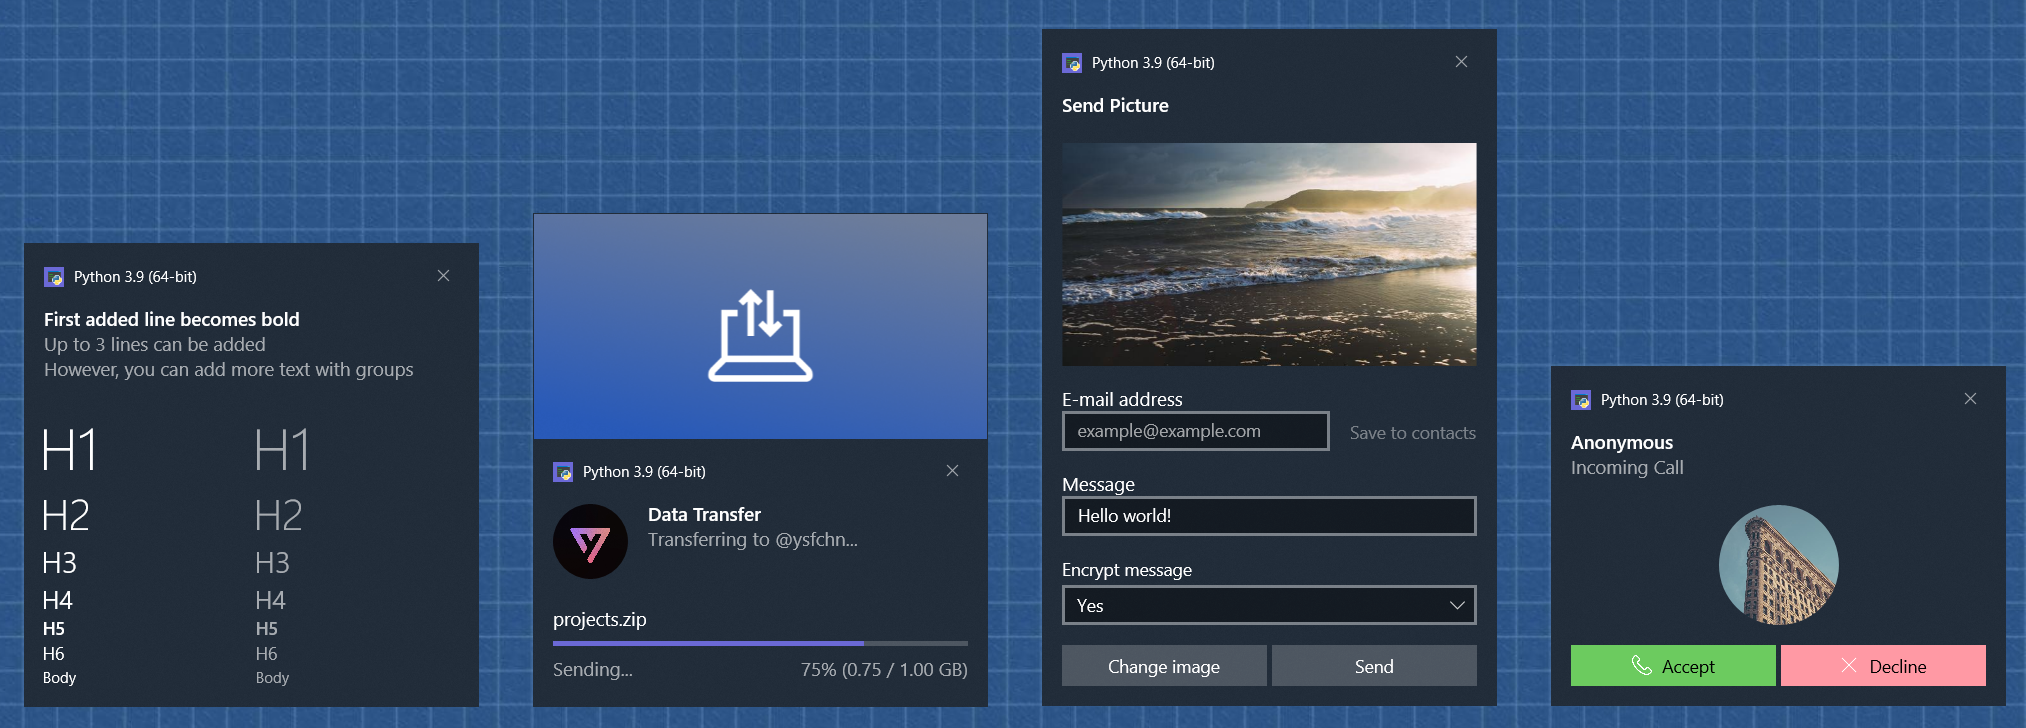 Python 3.9 (64-bit)
First added line becomes bold
Up to 3 lines can be added
However, you can add more text with groups
H1 H1
H2 H2
H3 H3
H4 H4
H5 H5
H6 H6
Body Body
Python 3.9 (64-bit)
Data Transfer
Transferring to @ysfchn...
projects.zip
Sending... 75% (0.75 / 1.00 GB)
Python 3.9 (64-bit)
Send Picture
E-mail address
example@example.com Save to contacts
Message
Hello world!
Encrypt message
Yes
Change image Send
Python 3.9 (64-bit)
Anonymous
Incoming Call
Accept Decline